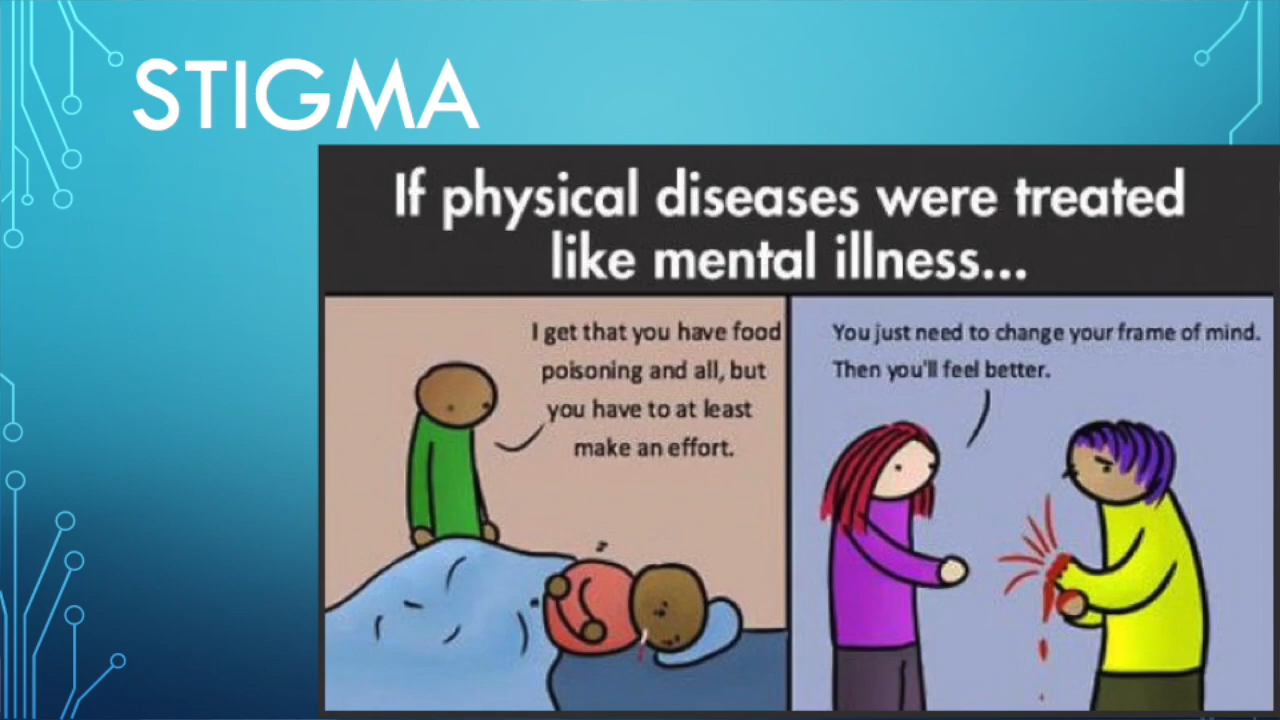 STIGMA
If physical diseases were treated
like mental illness...
I get that you have food
poisoning and all, but
you have to at least
make an effort.
You just need to change your frame of mind.
Then you'll feel better.